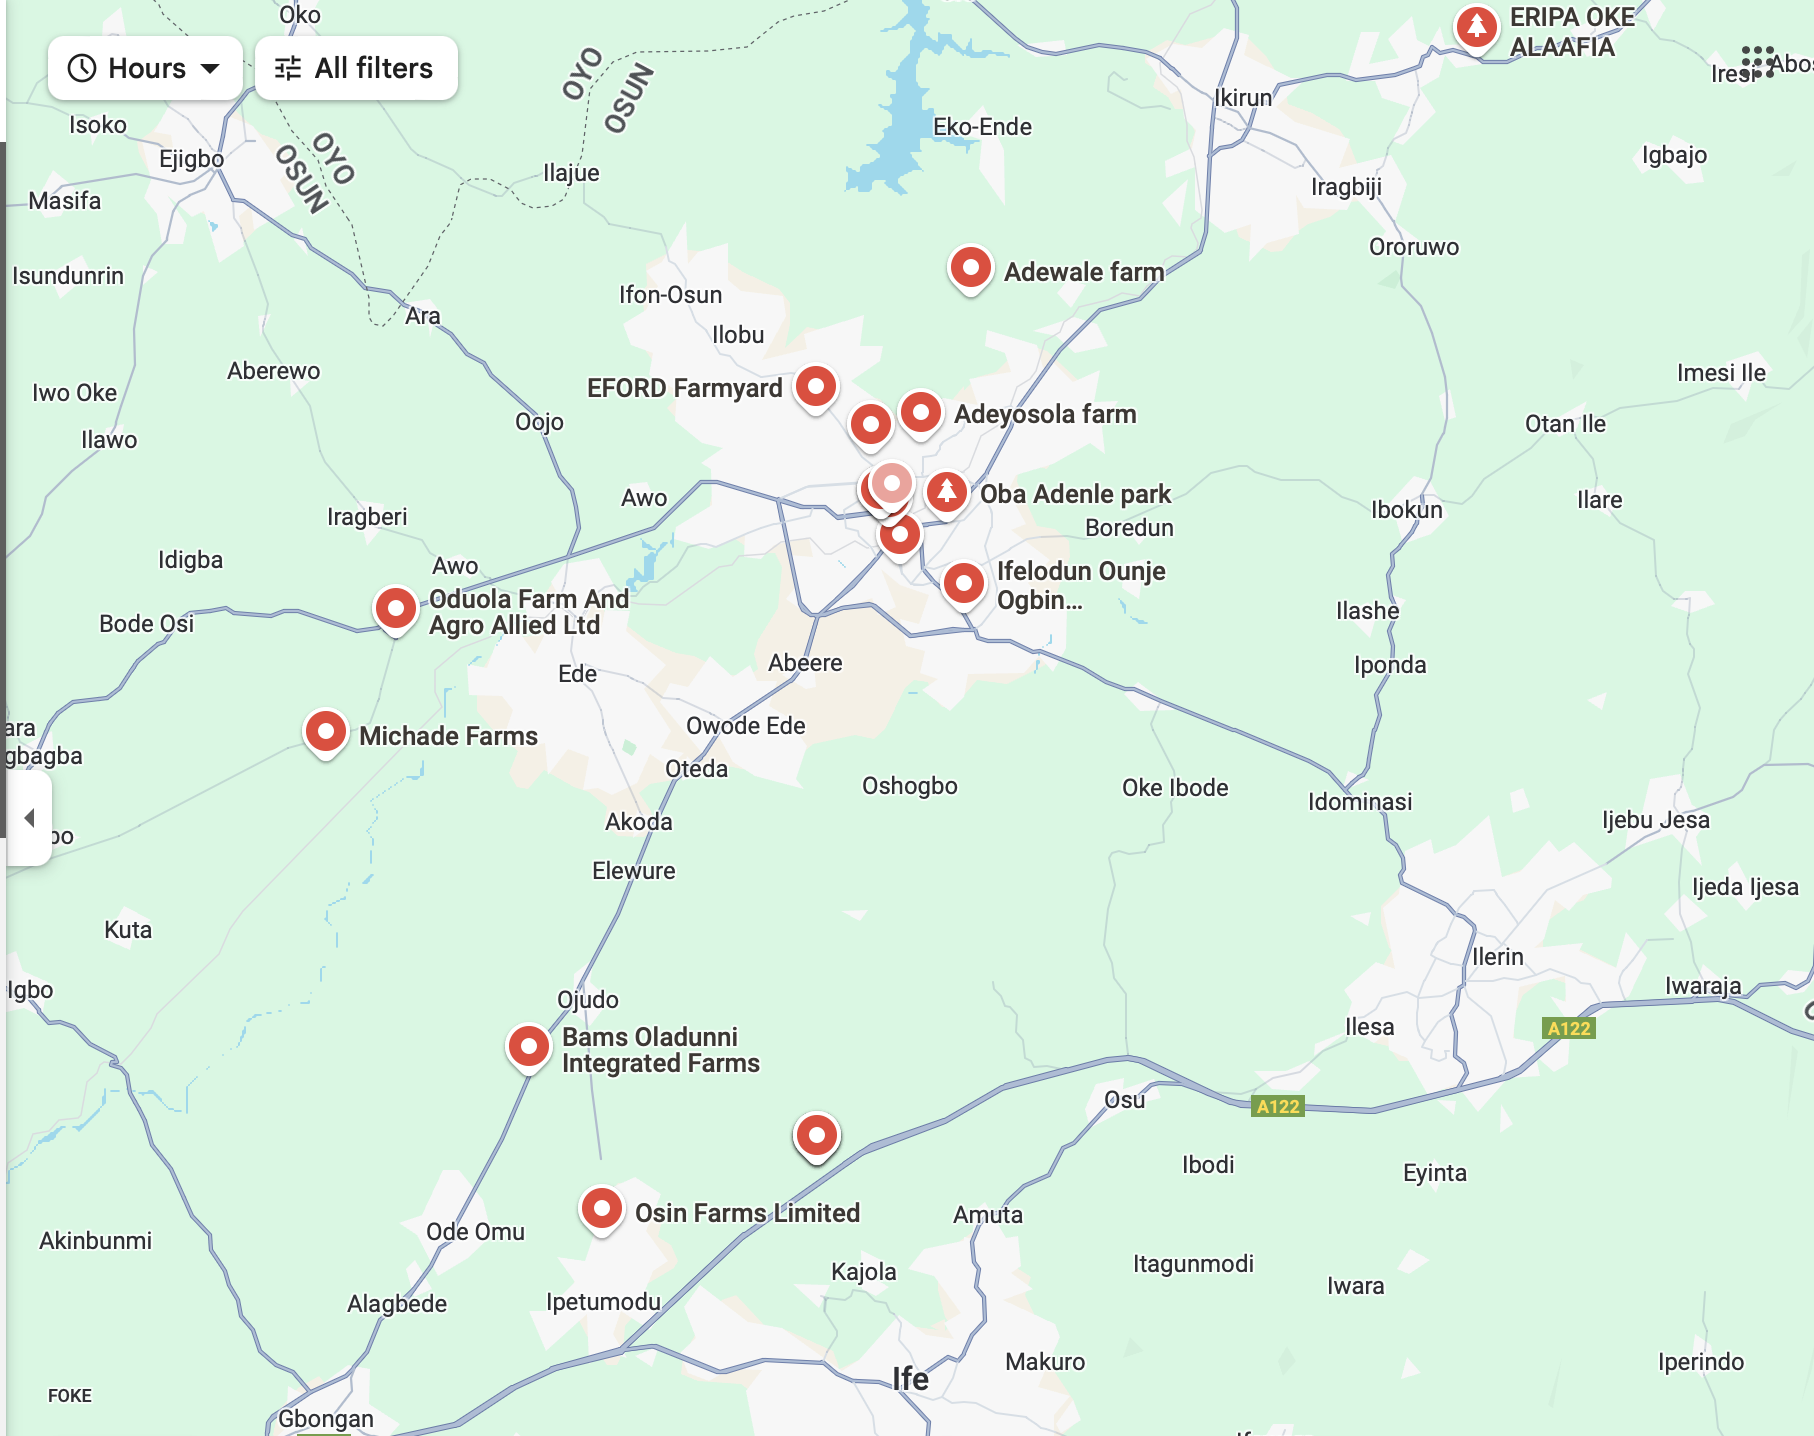 Oko
Hours
All filters
OYO
OSUN
ERIPA OKE
ALAAFIA
Iresi
Isoko
Ejigbo
OYO
OSUN
Eko-Ende
Ikirun
Igbajo
Masifa
Ilajue
Iragbiji
Isundunrin
Ororuwo
Adewale farm
Ifon-Osun
Ara
Ilobu
Aberewo
Imesi Ile
Iwo Oke
EFORD Farmyard
Adeyosola farm
Oojo
Otan Ile
Ilawo
Awo
Oba Adenle park
Ilare
Iragberi
Ibokun
Boredun
Idigba
Awo
Ifelodun Ounje
Ogbin...
Oduola Farm And
Agro Allied Ltd
Bode Osi
Ilashe
Abeere
Iponda
Ede
Owode Ede
ara
gbagba
Michade Farms
Oteda
Oshogbo
Oke Ibode
Idominasi
Akoda
Ijebu Jesa
Elewure
Ijeda Ijesa
Kuta
Ilerin
Igbo
Iwaraja
Ojudo
Ilesa
A122
Bams Oladunni
Integrated Farms
Osu
A122
Ibodi
Eyinta
Osin Farms Limited
Amuta
Akinbunmi
Ode Omu
Kajola
Itagunmodi
Iwara
Alagbede
Ipetumodu
Makuro
Iperindo
Ife
FOKE
Gbongan